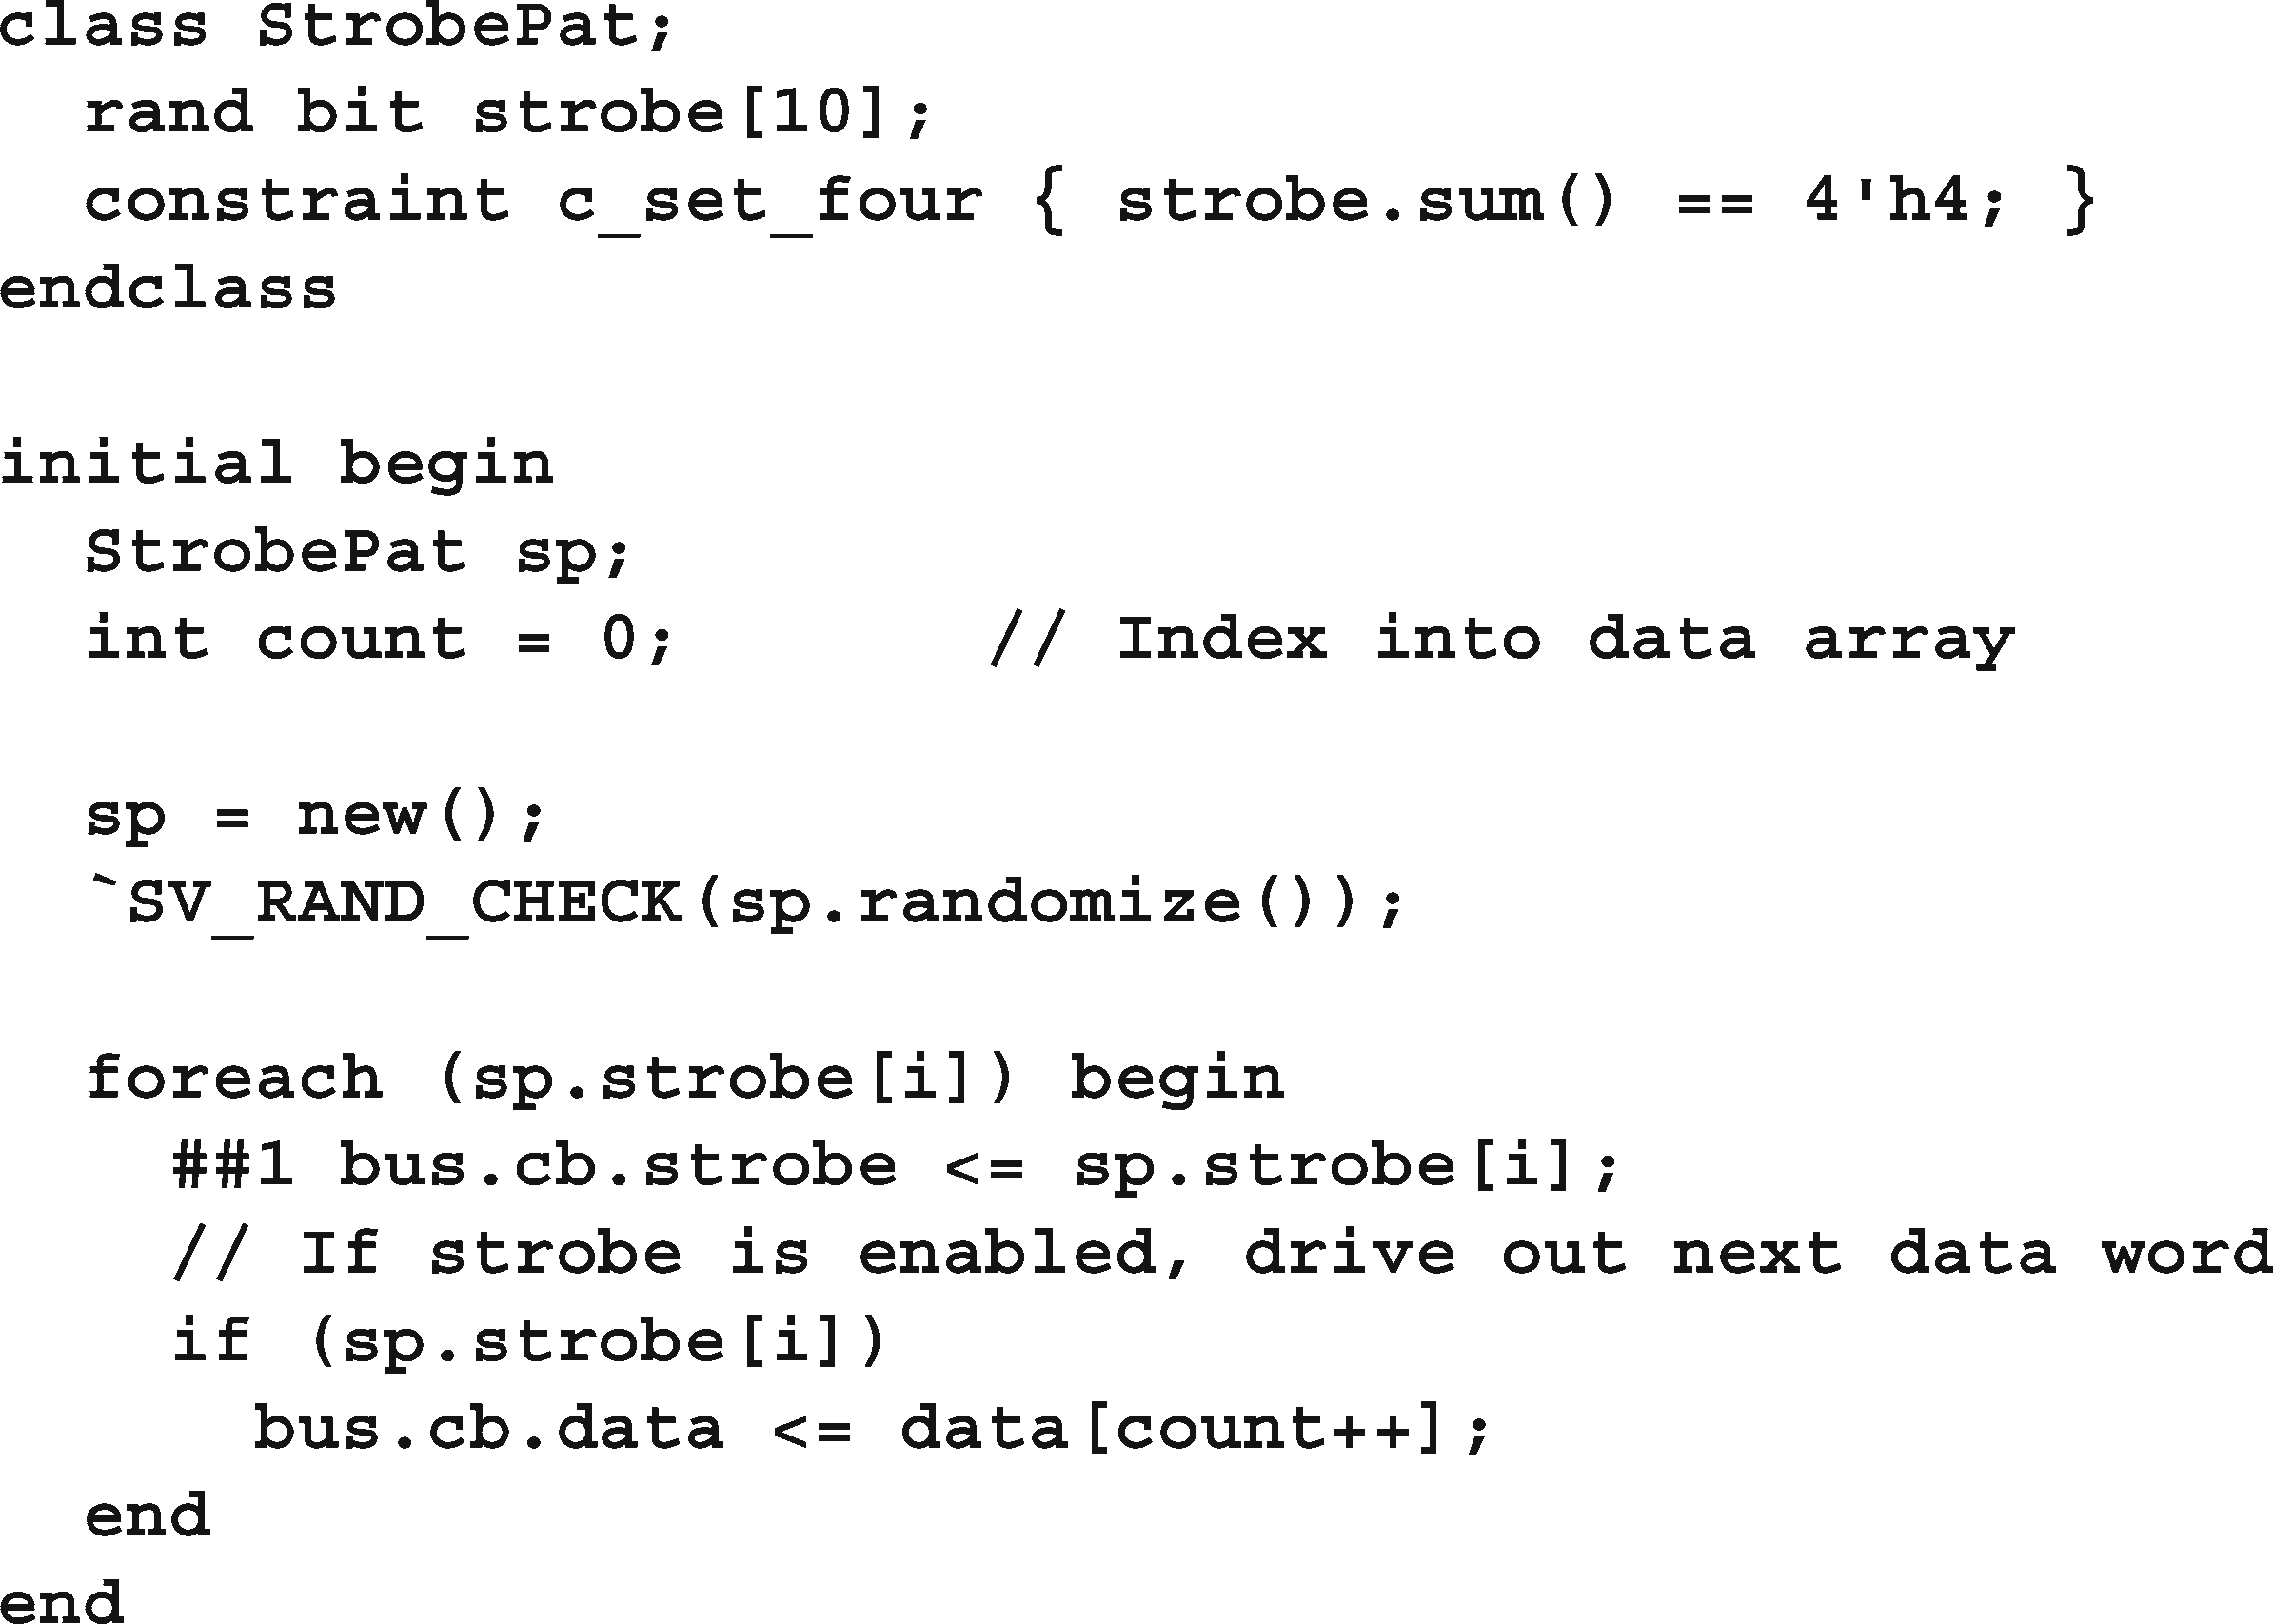 class StrobePat;
  rand bit strobe[10];
  constraint c_set_four { strobe.sum() == 4'h4; }
endclass

initial begin
  StrobePat sp;
  int count = 0;       // Index into data array

  sp = new();
  `SV_RAND_CHECK(sp.randomize());

  foreach (sp.strobe[i]) begin
    ##1 bus.cb.strobe <= sp.strobe[i];
    // If strobe is enabled, drive out next data word
    if (sp.strobe[i])
      bus.cb.data <= data[count++];
  end
end